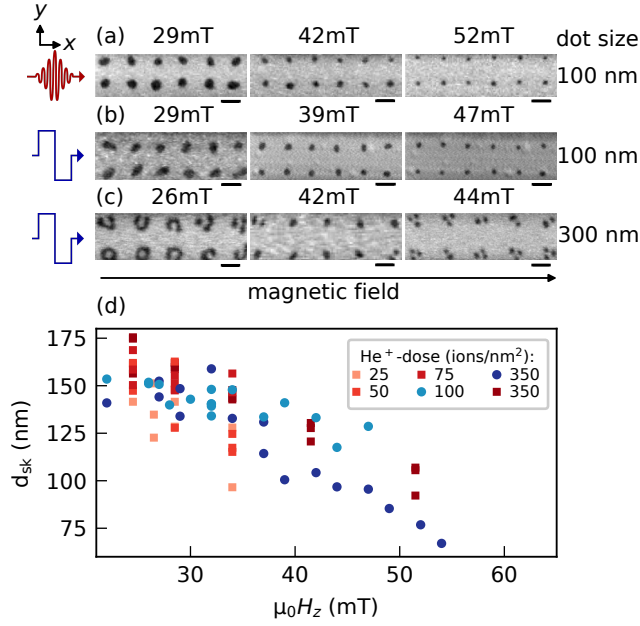 y
x
(a) 29mT 42mT 52mT dot size
100 nm
(b) 29mT 39mT 47mT
100 nm
(c) 26mT 42mT 44mT
300 nm
magnetic field
(d)
He⁺-dose (ions/nm²):
25 75 350
50 100 350
175
150
125
100
75
d_sk (nm)
30 40 50 60
μ₀H_z (mT)